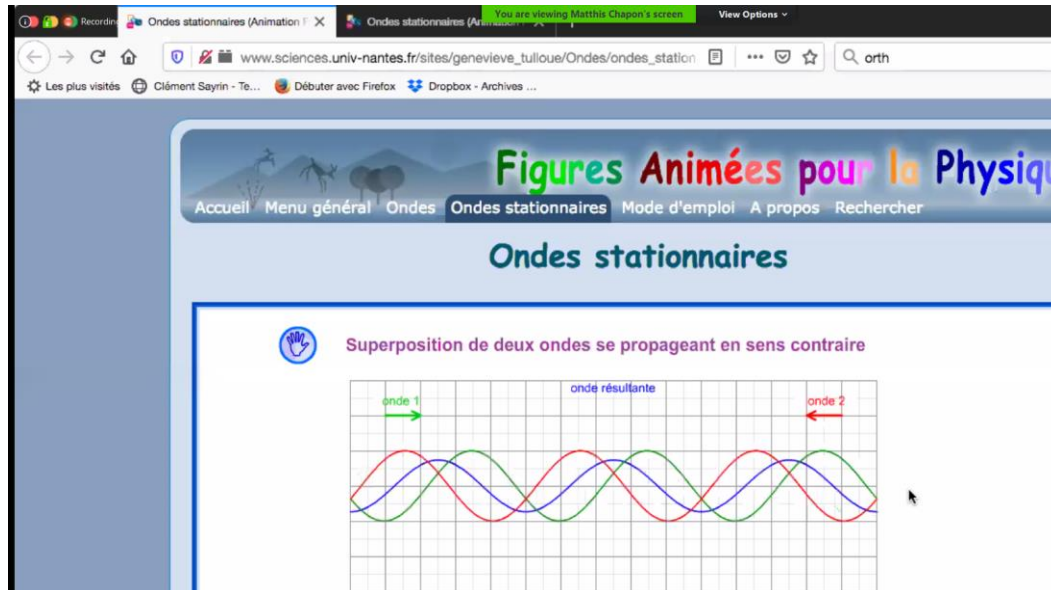 Recordin
Ondes stationnaires (Animation F
Ondes stationnaires (An
You are viewing Matthis Chapon's screen
View Options
www.sciences.univ-nantes.fr/sites/genevieve_tulloue/Ondes/ondes_station
orth
Les plus visités
Clément Sayrin - Te...
Débuter avec Firefox
Dropbox - Archives ...
Figures Animées pour la Physiqu
Accueil Menu général Ondes Ondes stationnaires Mode d'emploi A propos Rechercher
Ondes stationnaires
Superposition de deux ondes se propageant en sens contraire
onde résultante
onde 1
onde 2